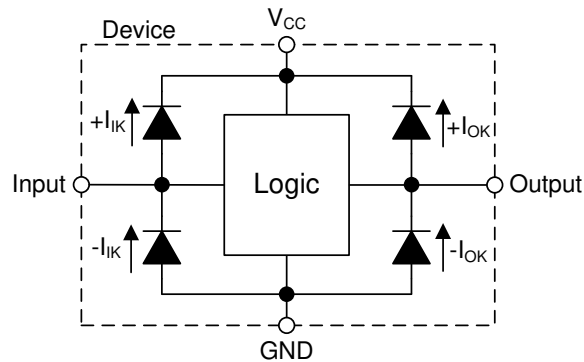 Device
V_CC
+I_IK
+I_OK
Input
Logic
Output
-I_IK
-I_OK
GND